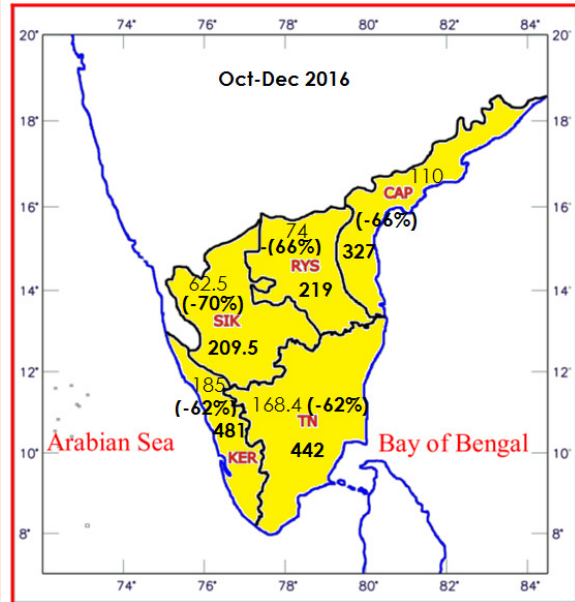 74° 76° 78° 80° 82° 84°
20° 20°
Oct-Dec 2016
18° 18°
110
CAP
16° 16°
74 (-66%)
-(66%) 327
RYS
62.5 219
14° 14°
(-70%)
SIK
209.5
12° 12°
185 168.4 (-62%)
(-62%) TN
481 442
10° 10°
Arabian Sea Bay of Bengal
KER
8° 8°
74° 76° 78° 80° 82° 84°